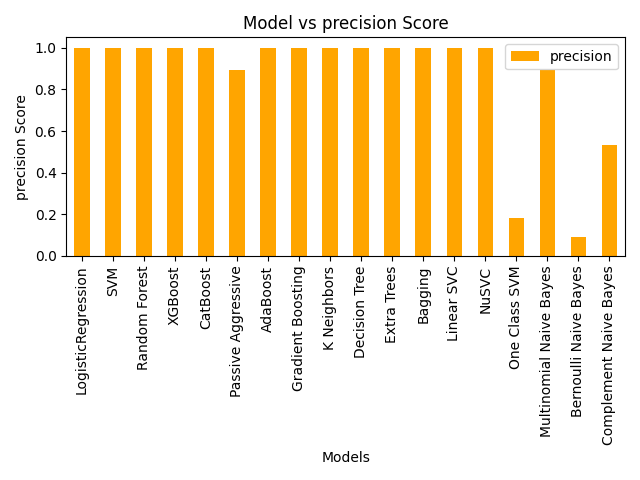 Model vs precision Score
precision
precision Score
1.0
0.8
0.6
0.4
0.2
0.0
LogisticRegression
SVM
Random Forest
XGBoost
CatBoost
Passive Aggressive
AdaBoost
Gradient Boosting
K Neighbors
Decision Tree
Extra Trees
Bagging
Linear SVC
NuSVC
One Class SVM
Multinomial Naive Bayes
Bernoulli Naive Bayes
Complement Naive Bayes
Models